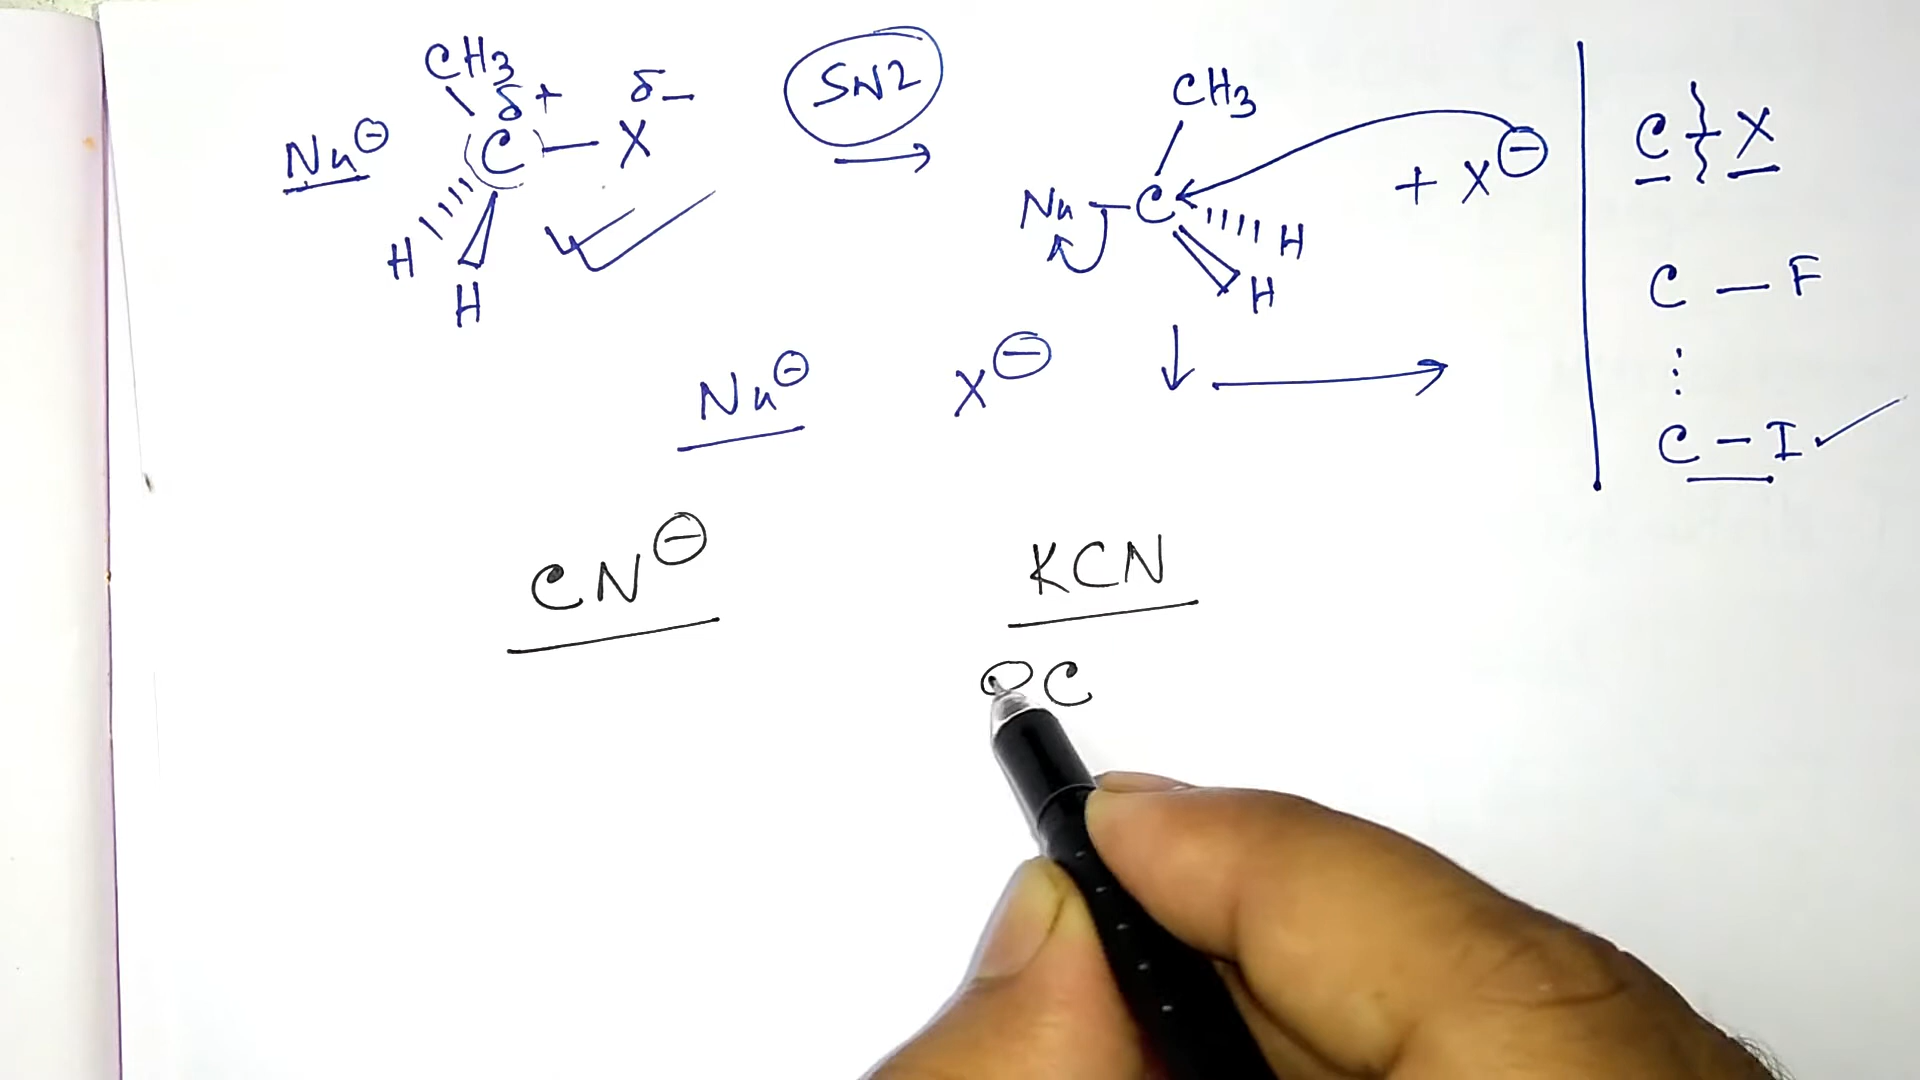 CH3
δ+ δ−
Nu⊖ C — X
H
H
SN2
→
CH3
Nu — C
H
H
+ X⊖
C — X
C — F
⋮
C — I ✓
Nu⊖ X⊖ ↓ →
CN⊖ KCN
⊖C